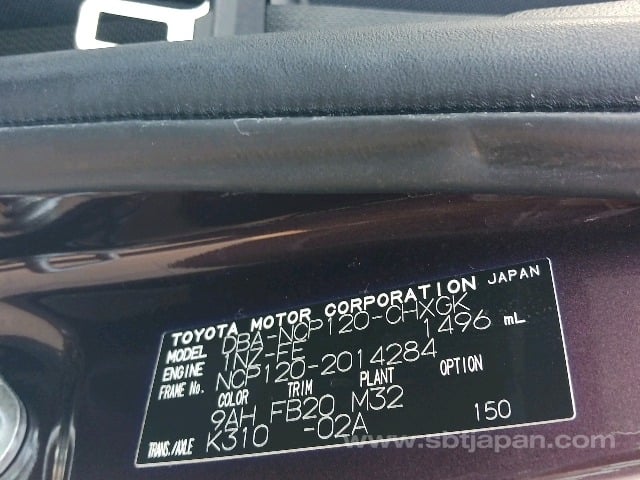 TOYOTA MOTOR CORPORATION JAPAN
MODEL DBA-NCP120-CHXGK
ENGINE 1NZ-FE 1496 mL
FRAME No. NCP120-2014284
COLOR TRIM PLANT OPTION
9AH FB20 M32
TRANS./AXLE K310 -02A 150
www.sbtjapan.com